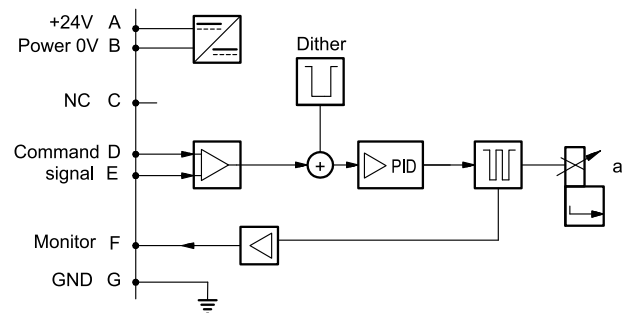 +24V A
Power 0V B
Dither
NC C
Command D
signal E
+
PID
a
Monitor F
GND G